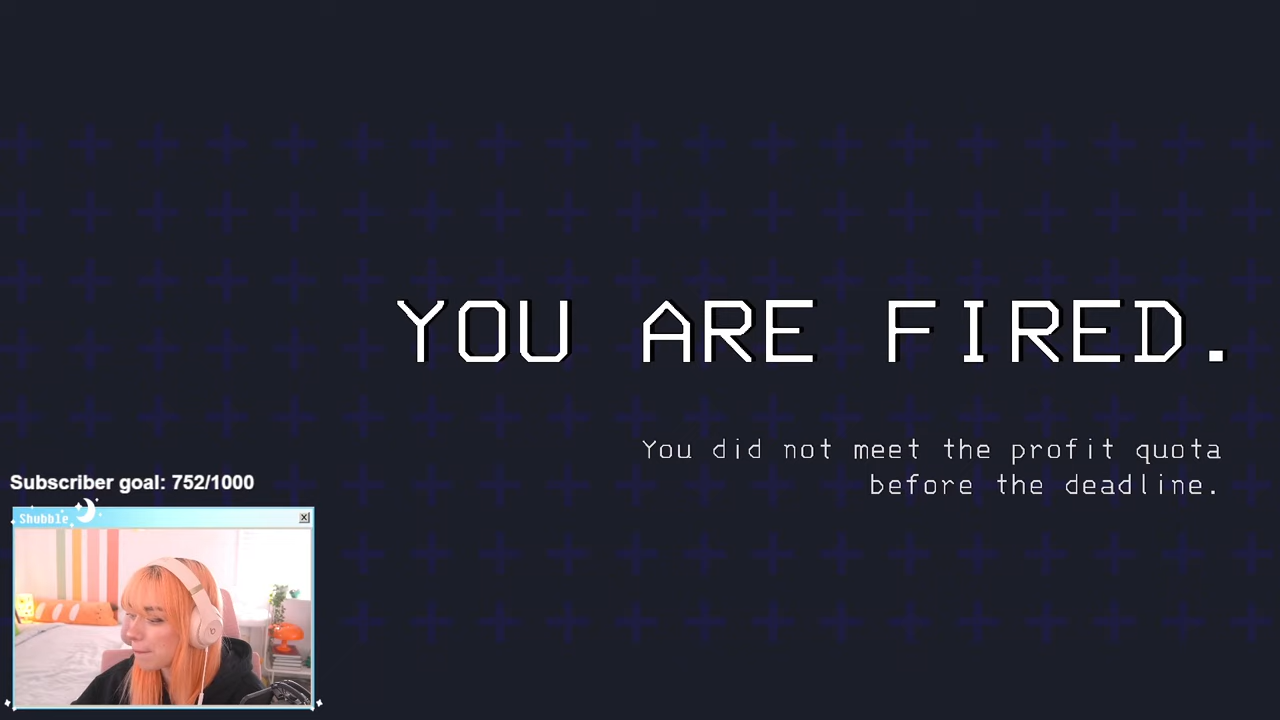 YOU ARE FIRED.
You did not meet the profit quota
before the deadline.
Subscriber goal: 752/1000
Shubble